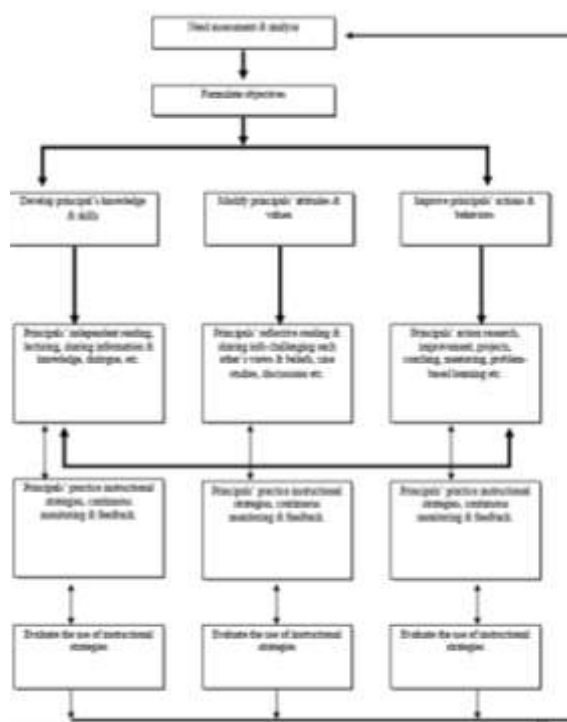 Need assessment & analysis
Formulate objectives
Develop principal's knowledge
& skills
Modify principals' attitudes &
values
Improve principals' actions &
behaviors
Principals' independent reading,
lecturing, sharing information &
knowledge, dialogue, etc
Principals' reflective reading &
sharing info challenging each
other's views & beliefs, case
studies, discussions etc
Principals' action research,
improvement, projects,
coaching, mentoring, problem-
based learning etc
Principals' practice instructional
strategies, continuous
monitoring & feedback
Principals' practice instructional
strategies, continuous
monitoring & feedback
Principals' practice instructional
strategies, continuous
monitoring & feedback
Evaluate the use of instructional
strategies
Evaluate the use of instructional
strategies
Evaluate the use of instructional
strategies